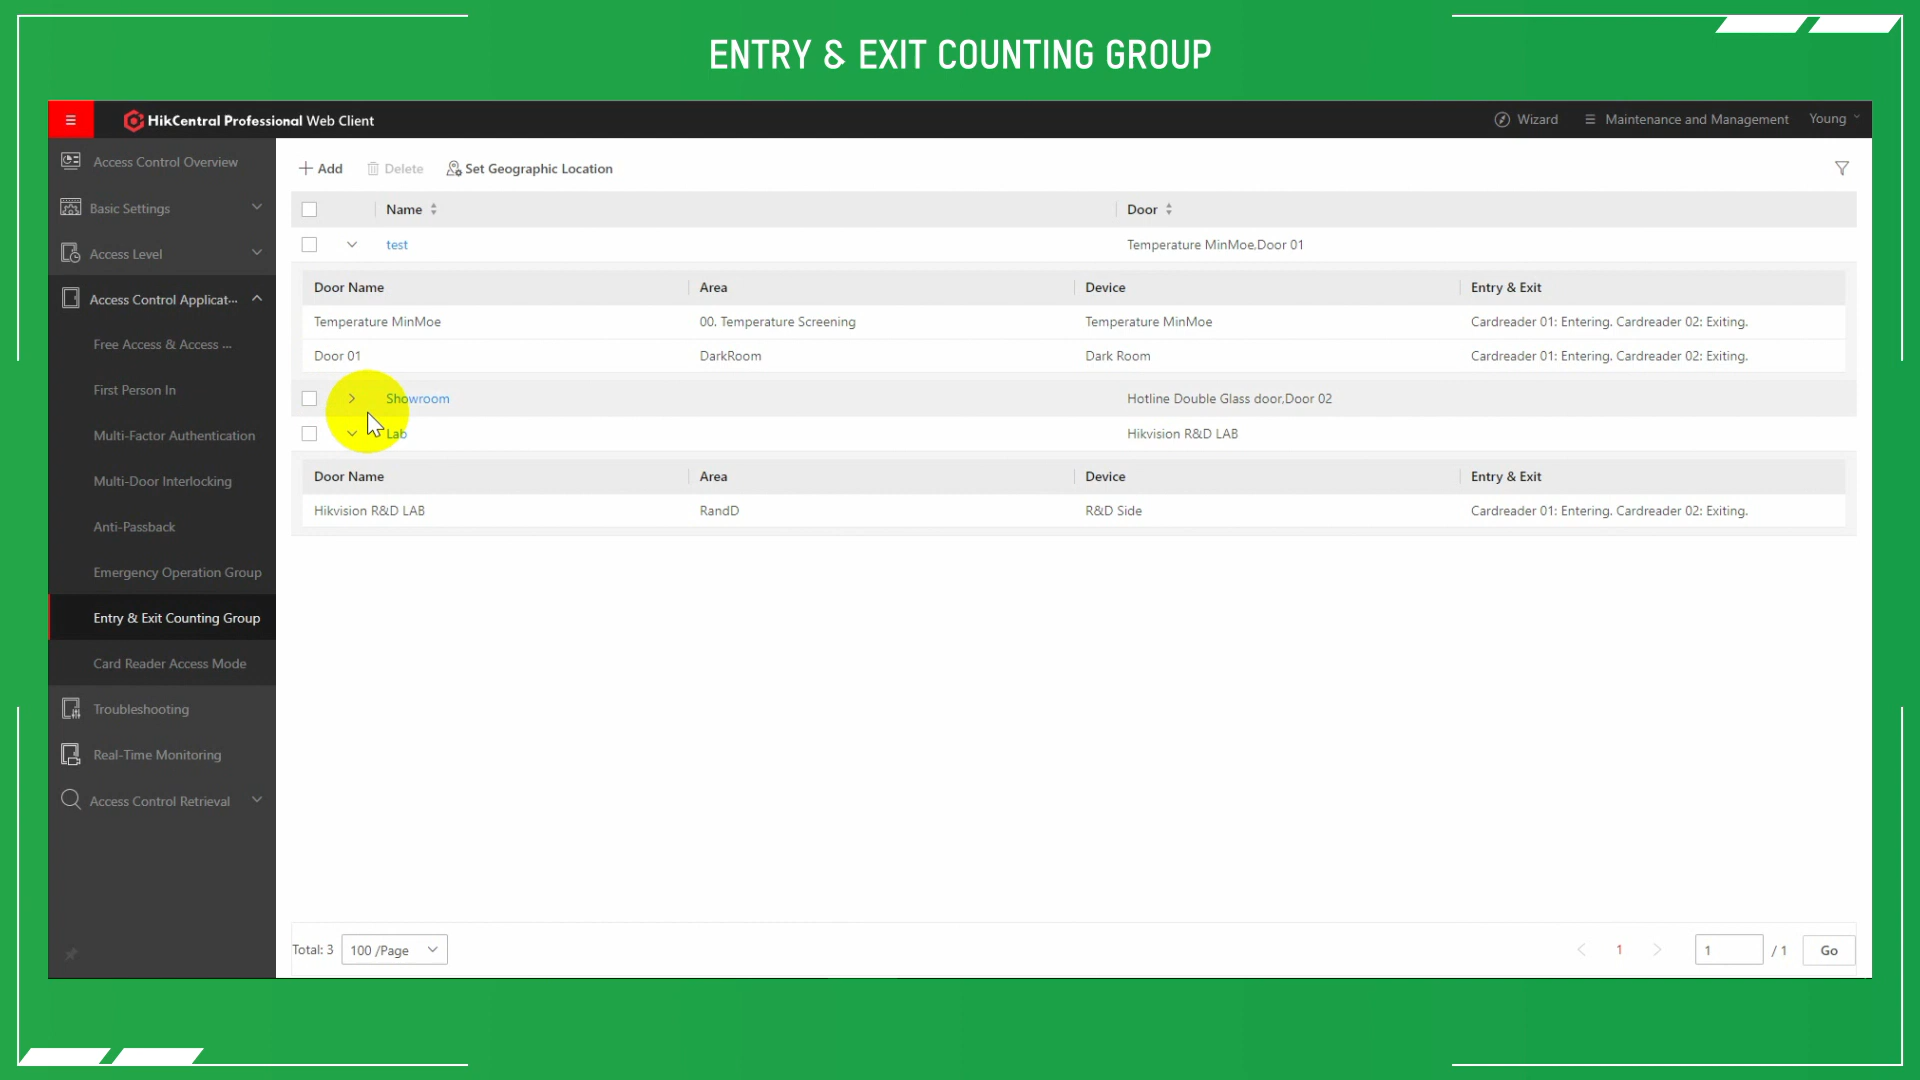 ENTRY & EXIT COUNTING GROUP
HikCentral Professional Web Client
Wizard
Maintenance and Management
Young
Access Control Overview
Basic Settings
Access Level
Access Control Applicat...
Free Access & Access ...
First Person In
Multi-Factor Authentication
Multi-Door Interlocking
Anti-Passback
Emergency Operation Group
Entry & Exit Counting Group
Card Reader Access Mode
Troubleshooting
Real-Time Monitoring
Access Control Retrieval
Add Delete Set Geographic Location
Name Door
test Temperature MinMoe,Door 01
Door Name Area Device Entry & Exit
Temperature MinMoe 00. Temperature Screening Temperature MinMoe Cardreader 01: Entering. Cardreader 02: Exiting.
Door 01 DarkRoom Dark Room Cardreader 01: Entering. Cardreader 02: Exiting.
Showroom Hotline Double Glass door,Door 02
Lab Hikvision R&D LAB
Door Name Area Device Entry & Exit
Hikvision R&D LAB RandD R&D Side Cardreader 01: Entering. Cardreader 02: Exiting.
Total: 3 100 /Page < 1 > 1 / 1 Go